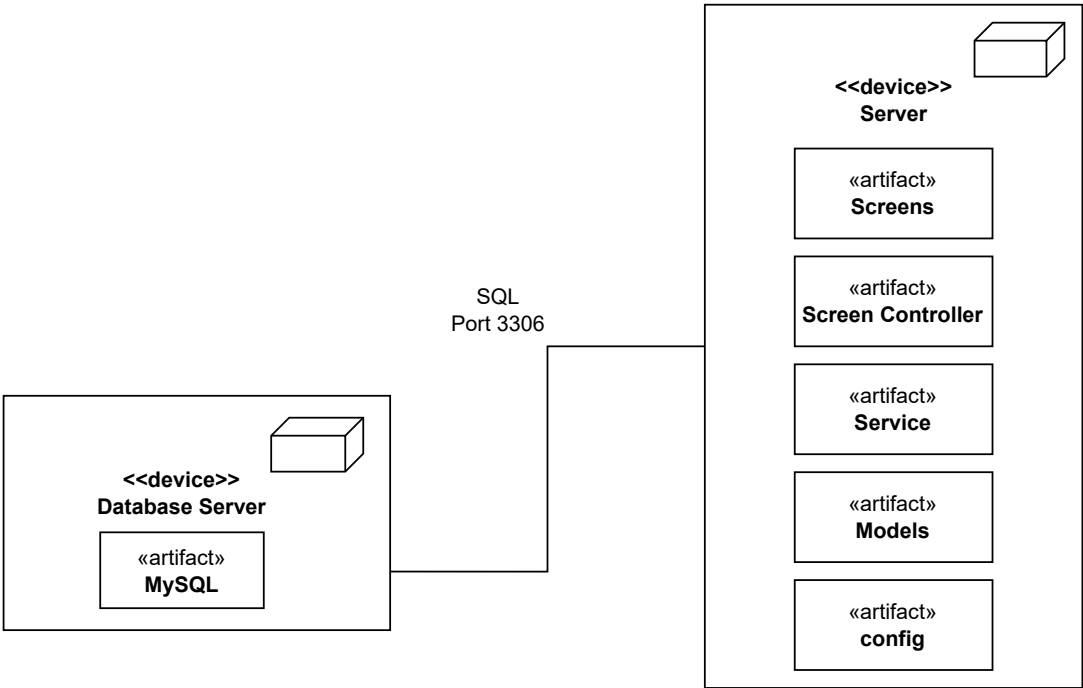 <<device>>
Server
«artifact»
Screens
«artifact»
Screen Controller
«artifact»
Service
«artifact»
Models
«artifact»
config
SQL
Port 3306
<<device>>
Database Server
«artifact»
MySQL